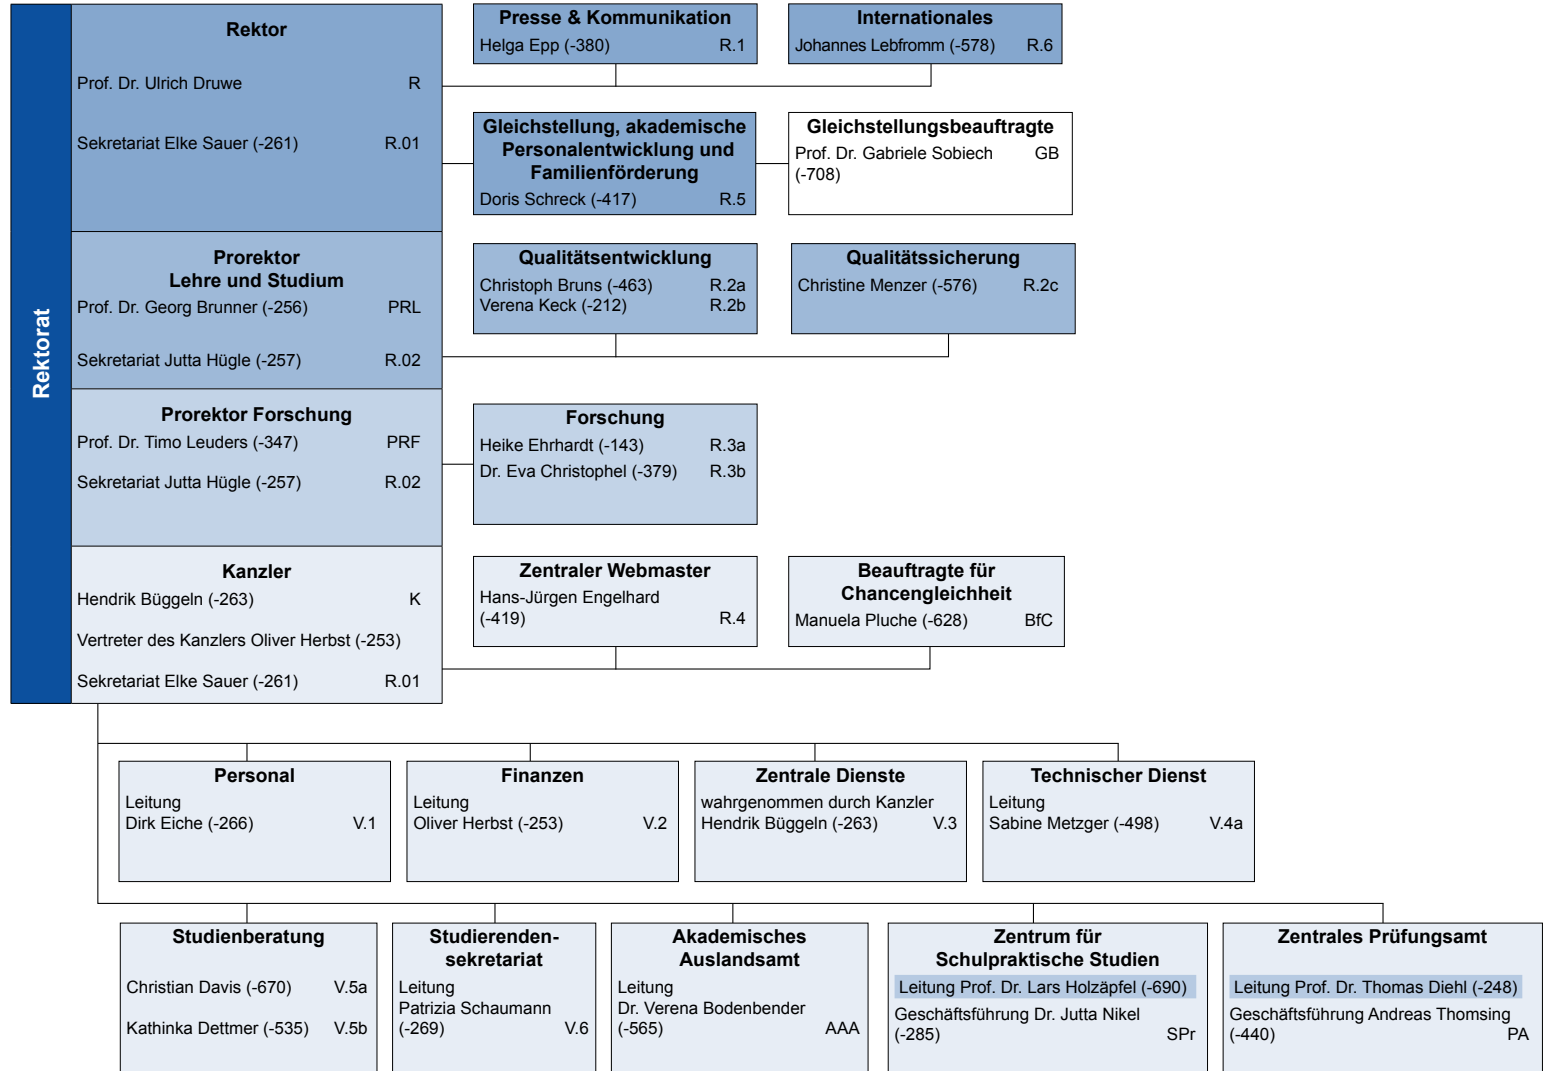 Rektorat
Rektor
Prof. Dr. Ulrich Druwe R
Sekretariat Elke Sauer (-261) R.01
Presse & Kommunikation
Helga Epp (-380) R.1
Internationales
Johannes Lebfromm (-578) R.6
Gleichstellung, akademische
Personalentwicklung und
Familienförderung
Doris Schreck (-417) R.5
Gleichstellungsbeauftragte
Prof. Dr. Gabriele Sobiech GB
(-708)
Prorektor
Lehre und Studium
Prof. Dr. Georg Brunner (-256) PRL
Sekretariat Jutta Hügle (-257) R.02
Qualitätsentwicklung
Christoph Bruns (-463) R.2a
Verena Keck (-212) R.2b
Qualitätssicherung
Christine Menzer (-576) R.2c
Prorektor Forschung
Prof. Dr. Timo Leuders (-347) PRF
Sekretariat Jutta Hügle (-257) R.02
Forschung
Heike Ehrhardt (-143) R.3a
Dr. Eva Christophel (-379) R.3b
Kanzler
Hendrik Büggeln (-263) K
Vertreter des Kanzlers Oliver Herbst (-253)
Sekretariat Elke Sauer (-261) R.01
Zentraler Webmaster
Hans-Jürgen Engelhard
(-419) R.4
Beauftragte für
Chancengleichheit
Manuela Pluche (-628) BfC
Personal
Leitung
Dirk Eiche (-266) V.1
Finanzen
Leitung
Oliver Herbst (-253) V.2
Zentrale Dienste
wahrgenommen durch Kanzler
Hendrik Büggeln (-263) V.3
Technischer Dienst
Leitung
Sabine Metzger (-498) V.4a
Studienberatung
Christian Davis (-670) V.5a
Kathinka Dettmer (-535) V.5b
Studierenden-
sekretariat
Leitung
Patrizia Schaumann
(-269) V.6
Akademisches
Auslandsamt
Leitung
Dr. Verena Bodenbender
(-565) AAA
Zentrum für
Schulpraktische Studien
Leitung Prof. Dr. Lars Holzäpfel (-690)
Geschäftsführung Dr. Jutta Nikel
(-285) SPr
Zentrales Prüfungsamt
Leitung Prof. Dr. Thomas Diehl (-248)
Geschäftsführung Andreas Thomsing
(-440) PA